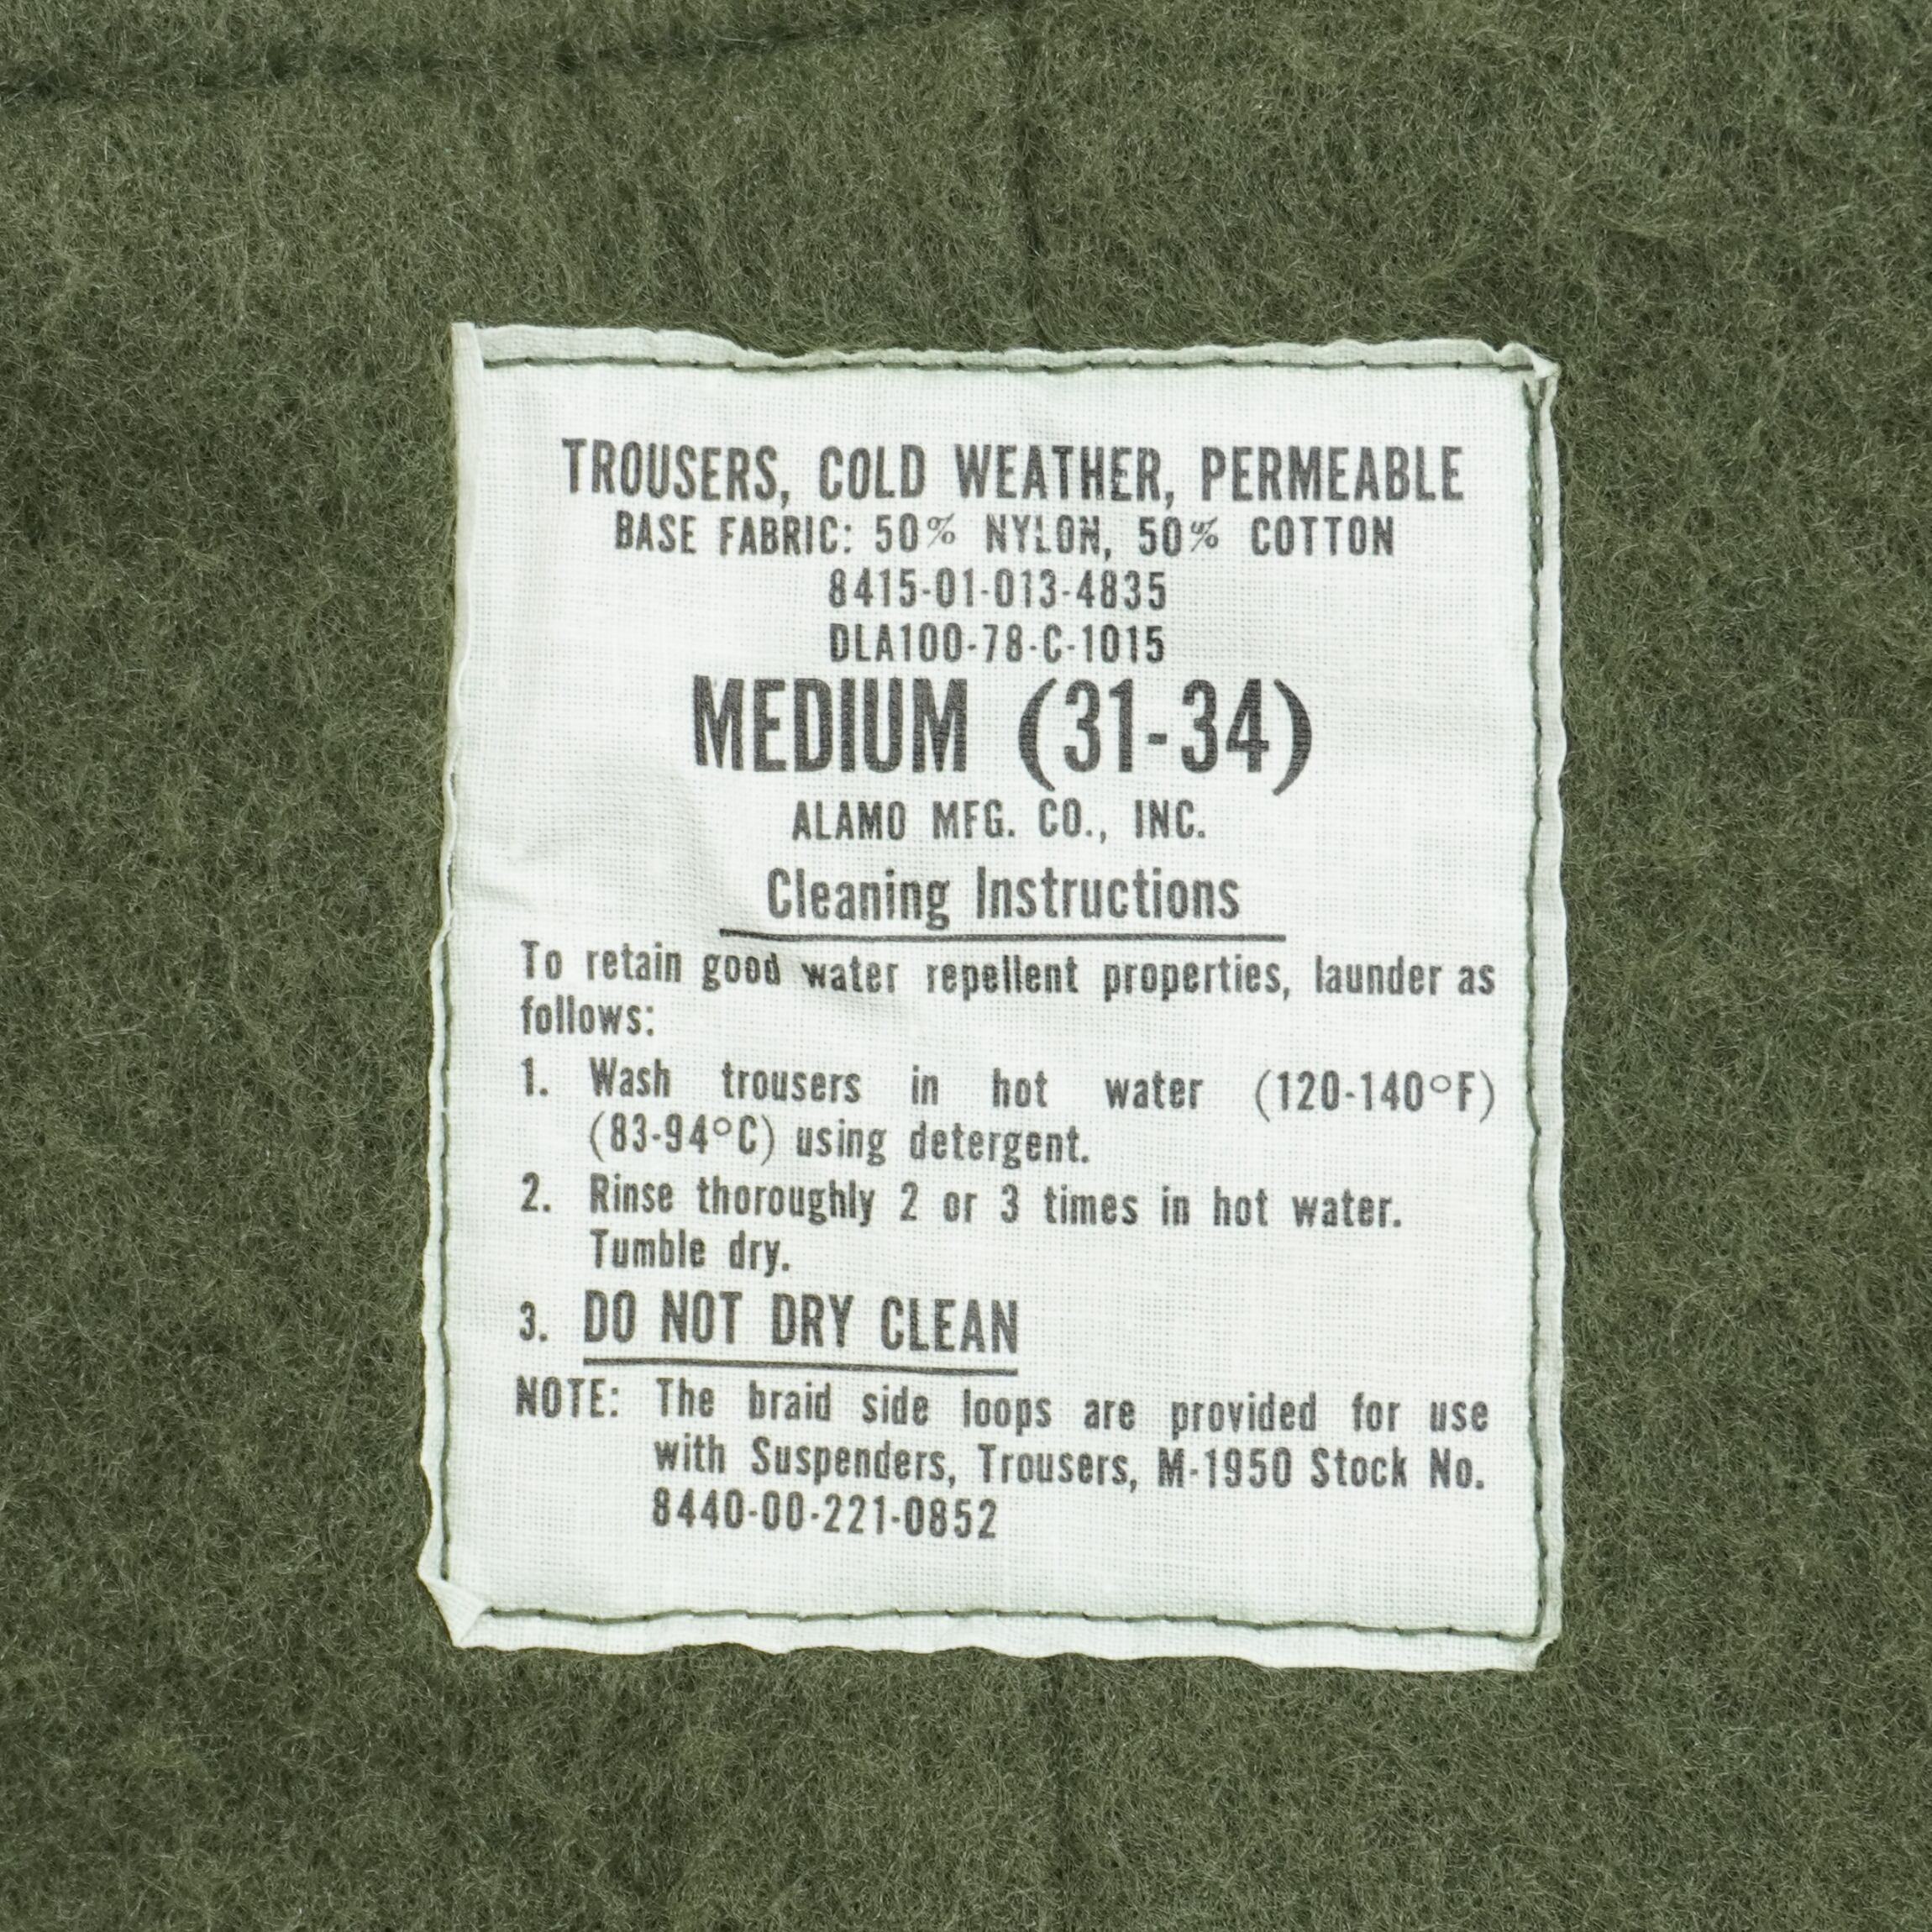 TROUSERS, COLD WEATHER, PERMEABLE
BASE FABRIC: 50% NYLON, 50% COTTON
8415-01-013-4835
DLA100-78-C-1015
MEDIUM (31-34)
ALAMO MFG. CO., INC.
Cleaning Instructions
To retain good water repellent properties, launder as
follows:
1. Wash trousers in hot water (120-140°F)
(83-94°C) using detergent.
2. Rinse thoroughly 2 or 3 times in hot water.
Tumble dry.
3. DO NOT DRY CLEAN
NOTE: The braid side loops are provided for use
with Suspenders, Trousers, M-1950 Stock No.
8440-00-221-0852